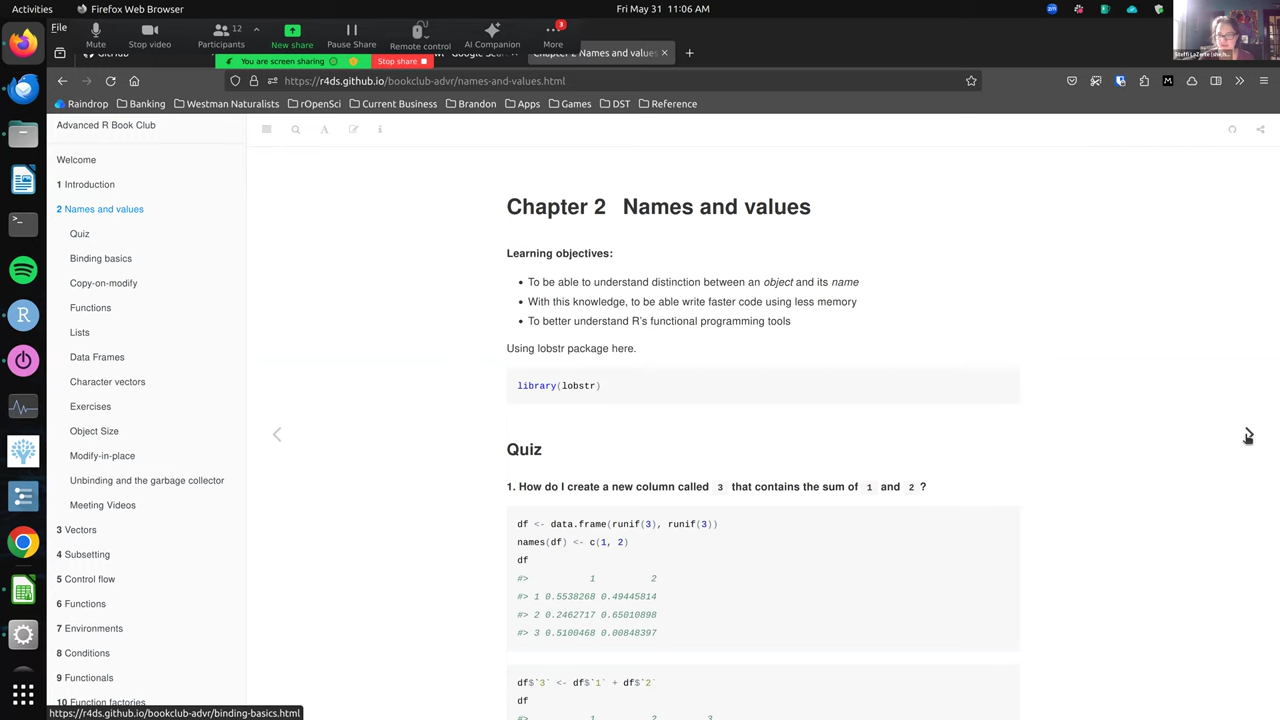 Activities
Firefox Web Browser
Fri May 31 11:06 AM
zm
File
Mute
Stop video
12
Participants
New share
Pause Share
Remote control
AI Companion
3
More
GitHub
Chapter 2 Names and values
You are screen sharing
Stop share
https://r4ds.github.io/bookclub-advr/names-and-values.html
Raindrop
Banking
Westman Naturalists
rOpenSci
Current Business
Brandon
Apps
Games
DST
Reference
Advanced R Book Club
Welcome
1 Introduction
2 Names and values
Quiz
Binding basics
Copy-on-modify
Functions
Lists
Data Frames
Character vectors
Exercises
Object Size
Modify-in-place
Unbinding and the garbage collector
Meeting Videos
3 Vectors
4 Subsetting
5 Control flow
6 Functions
7 Environments
8 Conditions
9 Functionals
10 Function factories
https://r4ds.github.io/bookclub-advr/binding-basics.html
Chapter 2 Names and values
Learning objectives:
• To be able to understand distinction between an object and its name
• With this knowledge, to be able write faster code using less memory
• To better understand R's functional programming tools
Using lobstr package here.
library(lobstr)
Quiz
1. How do I create a new column called 3 that contains the sum of 1 and 2 ?
df <- data.frame(runif(3), runif(3))
names(df) <- c(1, 2)
df
#> 1 2
#> 1 0.5538268 0.49445814
#> 2 0.2462717 0.65010898
#> 3 0.5100468 0.00848397
df$`3` <- df$`1` + df$`2`
df
#> 1 2 3